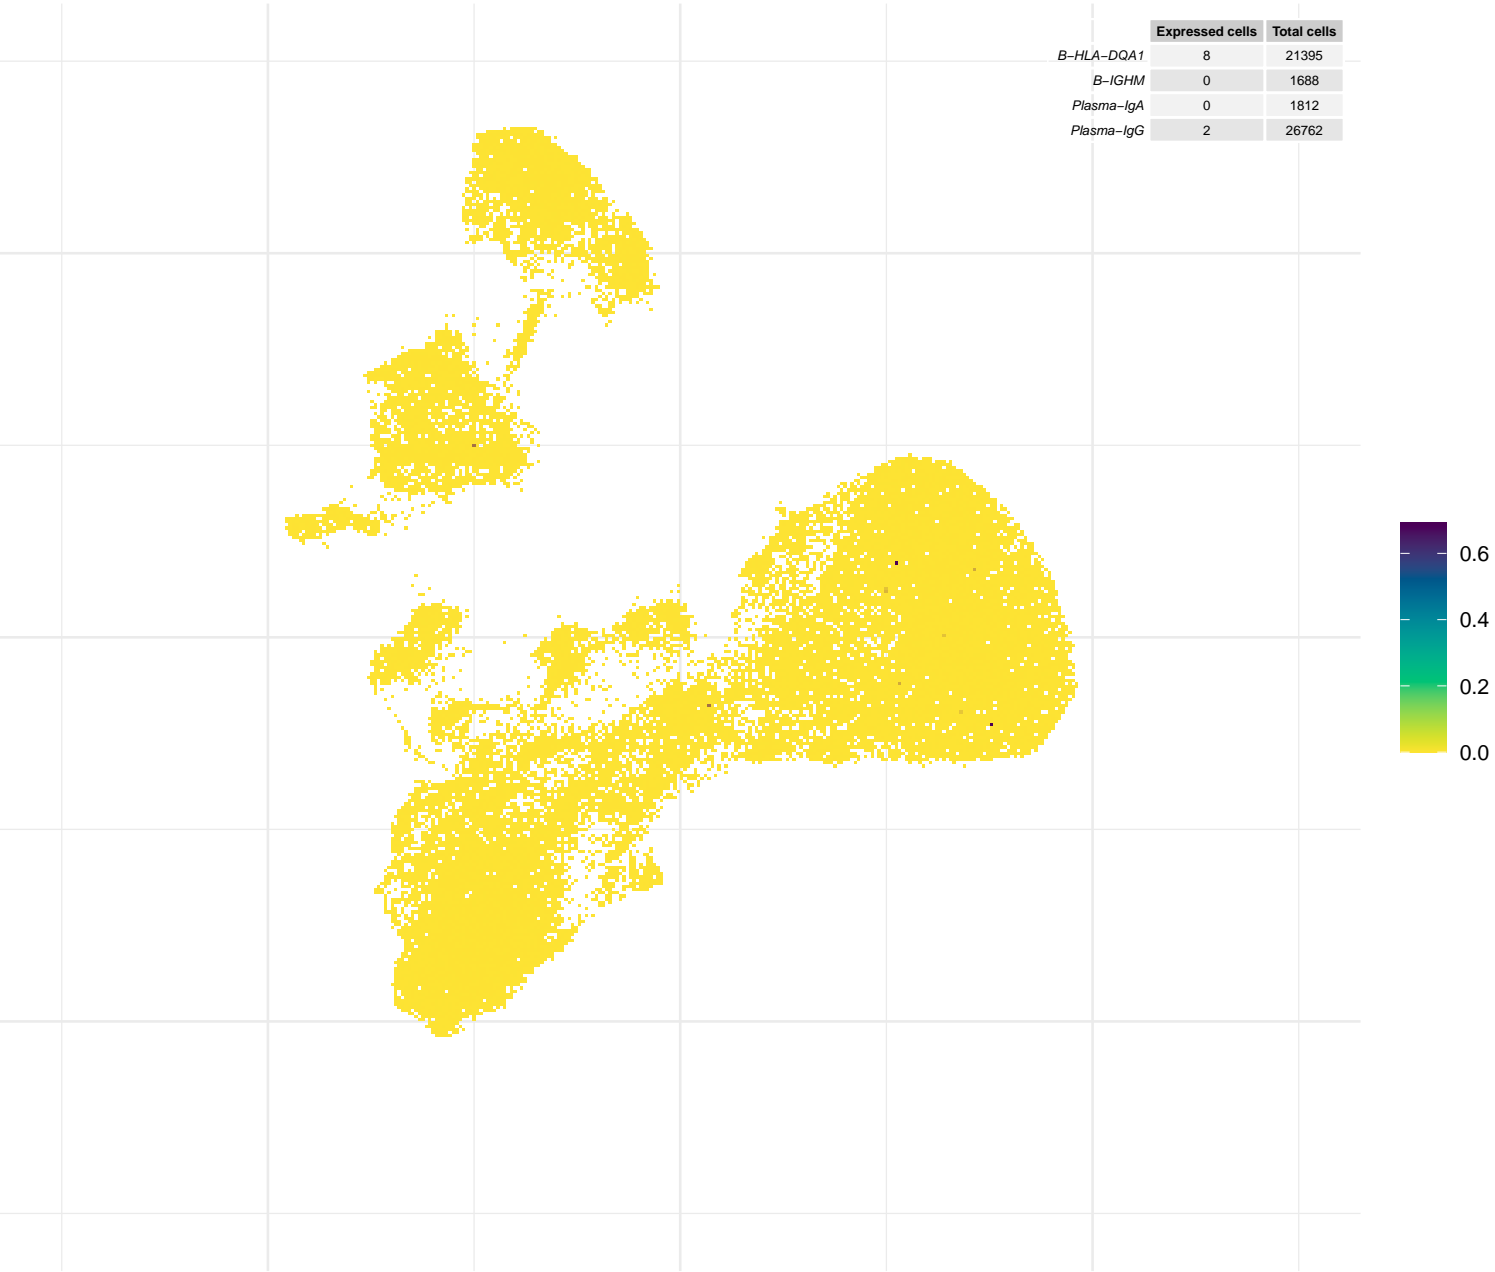 Expressed cells Total cells
B−HLA−DQA1 8 21395
B−IGHM 0 1688
Plasma−IgA 0 1812
Plasma−IgG 2 26762
0.6
0.4
0.2
0.0